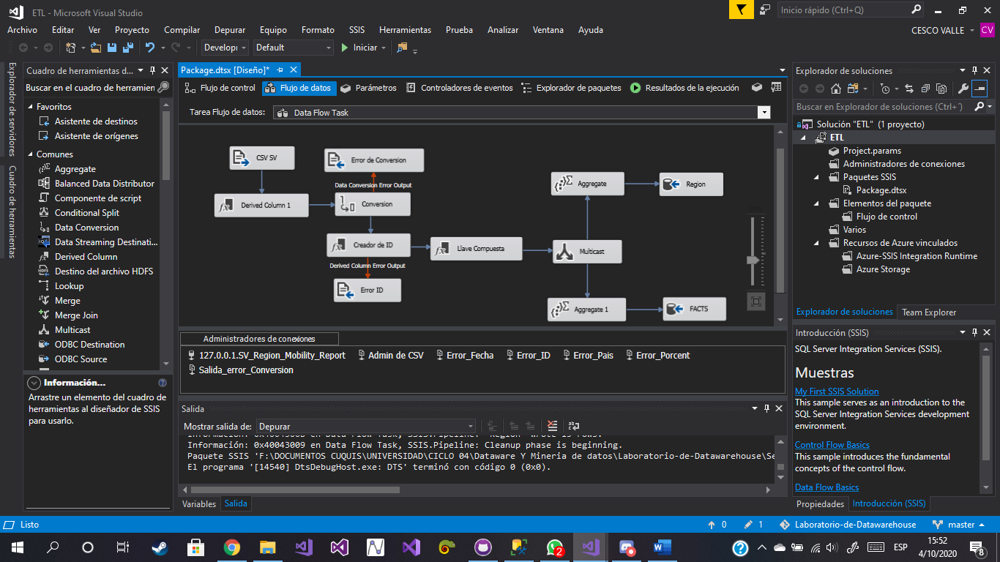 ETL - Microsoft Visual Studio
Inicio rápido (Ctrl+Q)
Archivo Editar Ver Proyecto Compilar Depurar Equipo Formato SSIS Herramientas Prueba Analizar Ventana Ayuda
CESCO VALLE CV
Developı Default Iniciar
Explorador de servidores
Cuadro de herramientas
Cuadro de herramientas d...
Buscar en el cuadro de herramien
Favoritos
Asistente de destinos
Asistente de orígenes
Comunes
Aggregate
Balanced Data Distributor
Componente de script
Conditional Split
Data Conversion
Data Streaming Destinati...
Derived Column
Destino del archivo HDFS
Lookup
Merge
Merge Join
Multicast
ODBC Destination
ODBC Source
Información...
Arrastre un elemento del cuadro de
herramientas al diseñador de SSIS
para usarlo.
Package.dtsx [Diseño]*
Flujo de control Flujo de datos Parámetros Controladores de eventos Explorador de paquetes Resultados de la ejecución
Tarea Flujo de datos: Data Flow Task
CSV SV
Error de Conversion
Data Conversion Error Output
Derived Column 1
Conversion
Creador de ID
Derived Column Error Output
Error ID
Llave Compuesta
Multicast
Aggregate
Region
Aggregate 1
FACTS
Administradores de conexiones
127.0.0.1.SV_Region_Mobility_Report Admin de CSV Error_Fecha Error_ID Error_Pais Error_Porcent
Salida_error_Conversion
Salida
Mostrar salida de: Depurar
Información: 0x4004300B en Data Flow Task, SSIS.Pipeline: "Region" wrote 15 rows.
Información: 0x40043009 en Data Flow Task, SSIS.Pipeline: Cleanup phase is beginning.
Paquete SSIS 'F:\DOCUMENTOS CUQUIS\UNIVERSIDAD\CICLO 04\Dataware Y Mineria de datos\Laboratorio-de-Datawarehouse\Se
El programa '[14540] DtsDebugHost.exe: DTS' terminó con código 0 (0x0).
Variables Salida
Explorador de soluciones
Buscar en Explorador de soluciones (Ctrl+´)
Solución "ETL" (1 proyecto)
ETL
Project.params
Administradores de conexiones
Paquetes SSIS
Package.dtsx
Elementos del paquete
Flujo de control
Varios
Recursos de Azure vinculados
Azure-SSIS Integration Runtime
Azure Storage
Explorador de soluciones Team Explorer
Introducción (SSIS)
SQL Server Integration Services (SSIS).
Muestras
My First SSIS Solution
This sample serves as an introduction to the
SQL Server Integration Services development
environment.
Control Flow Basics
This sample introduces the fundamental
concepts of the control flow.
Data Flow Basics
Propiedades Introducción (SSIS)
Listo 0 1 Laboratorio-de-Datawarehouse master
2
ESP
15:52
4/10/2020
8